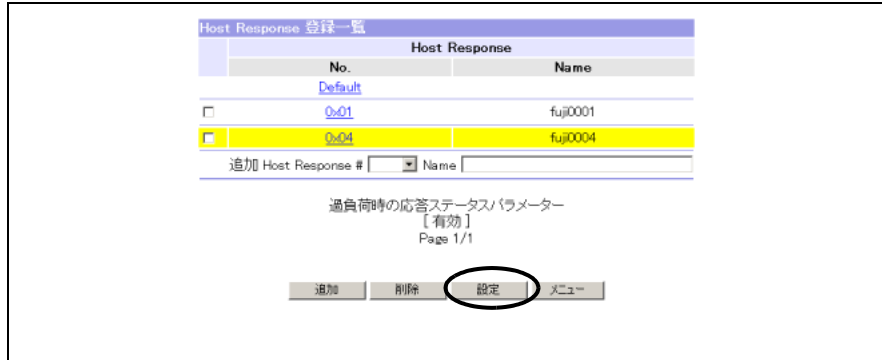 Host Response 登録一覧
Host Response
No. Name
Default
0x01 fuji0001
0x04 fuji0004
追加 Host Response # Name
過負荷時の応答ステータスパラメーター
[ 有効 ]
Page 1/1
追加 削除 設定 メニュー